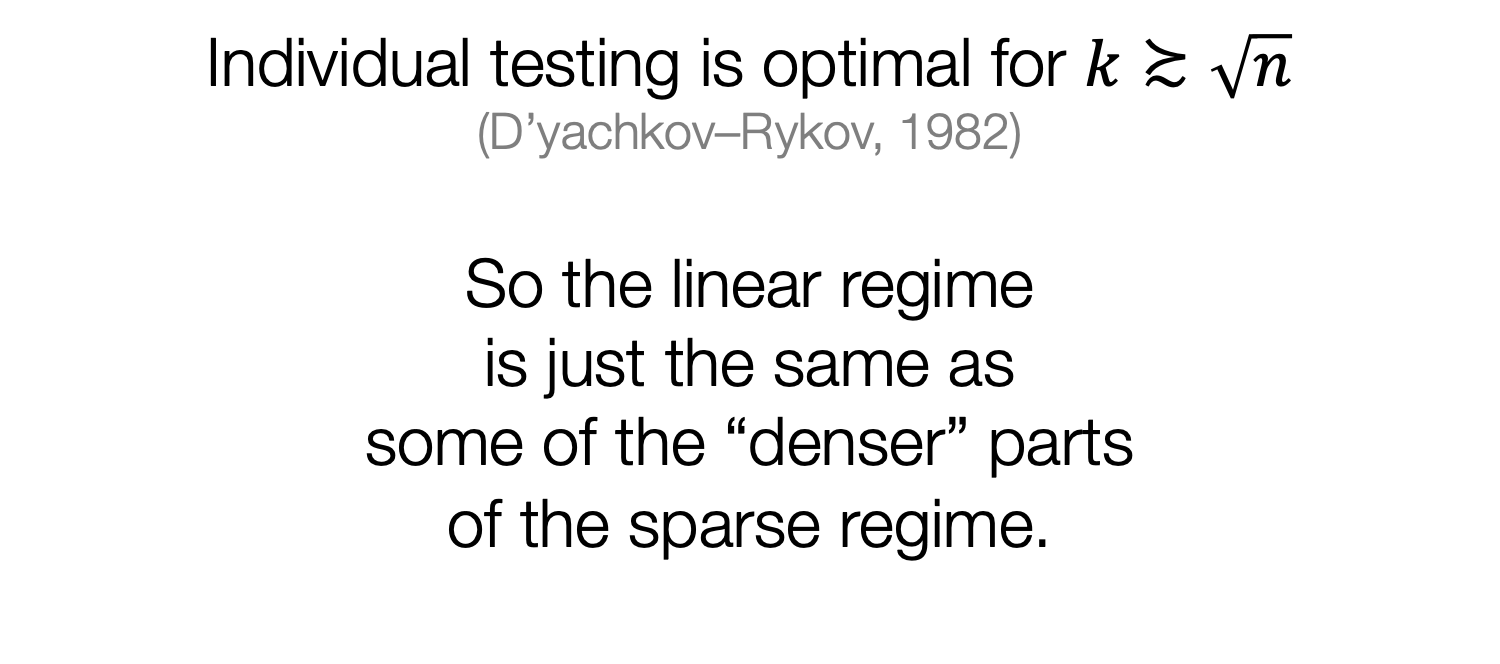 Individual testing is optimal for k ≿ √n
(D’yachkov–Rykov, 1982)
So the linear regime
is just the same as
some of the “denser” parts
of the sparse regime.